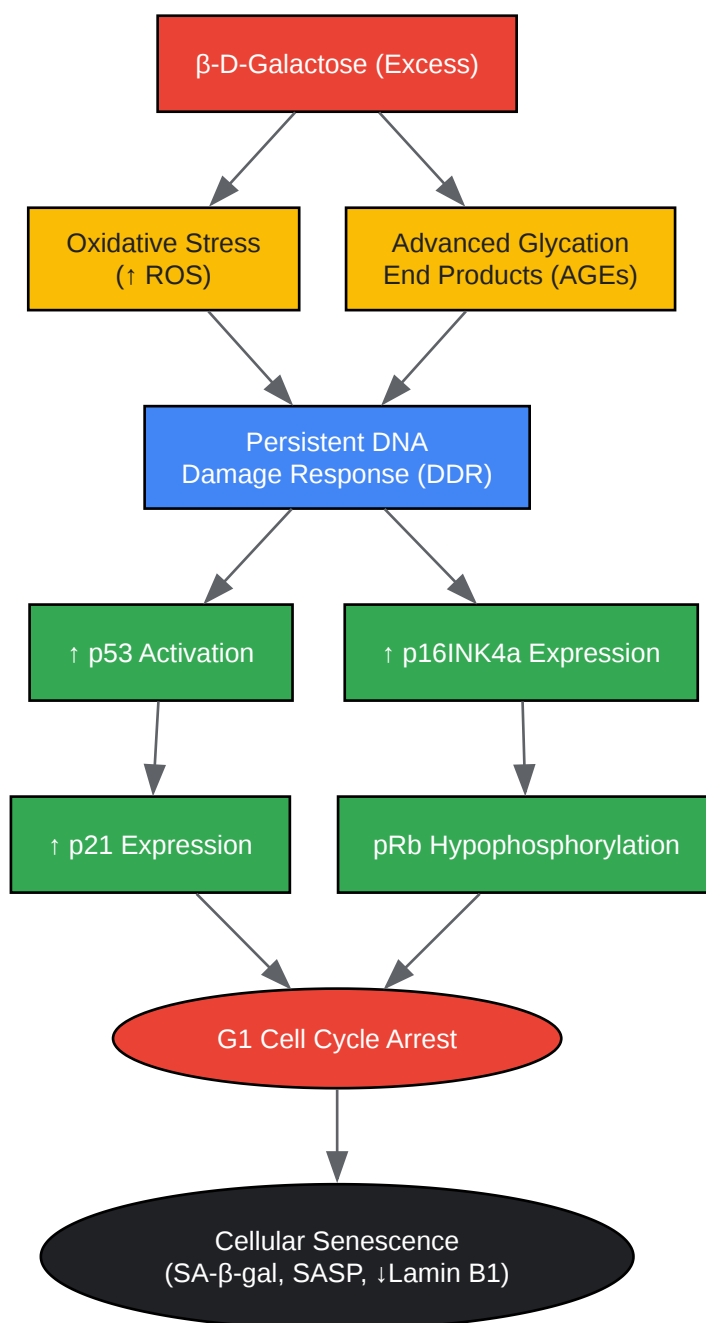 β-D-Galactose (Excess)
Oxidative Stress
(↑ ROS)
Advanced Glycation
End Products (AGEs)
Persistent DNA
Damage Response (DDR)
↑ p53 Activation
↑ p16INK4a Expression
↑ p21 Expression
pRb Hypophosphorylation
G1 Cell Cycle Arrest
Cellular Senescence
(SA-β-gal, SASP, ↓Lamin B1)